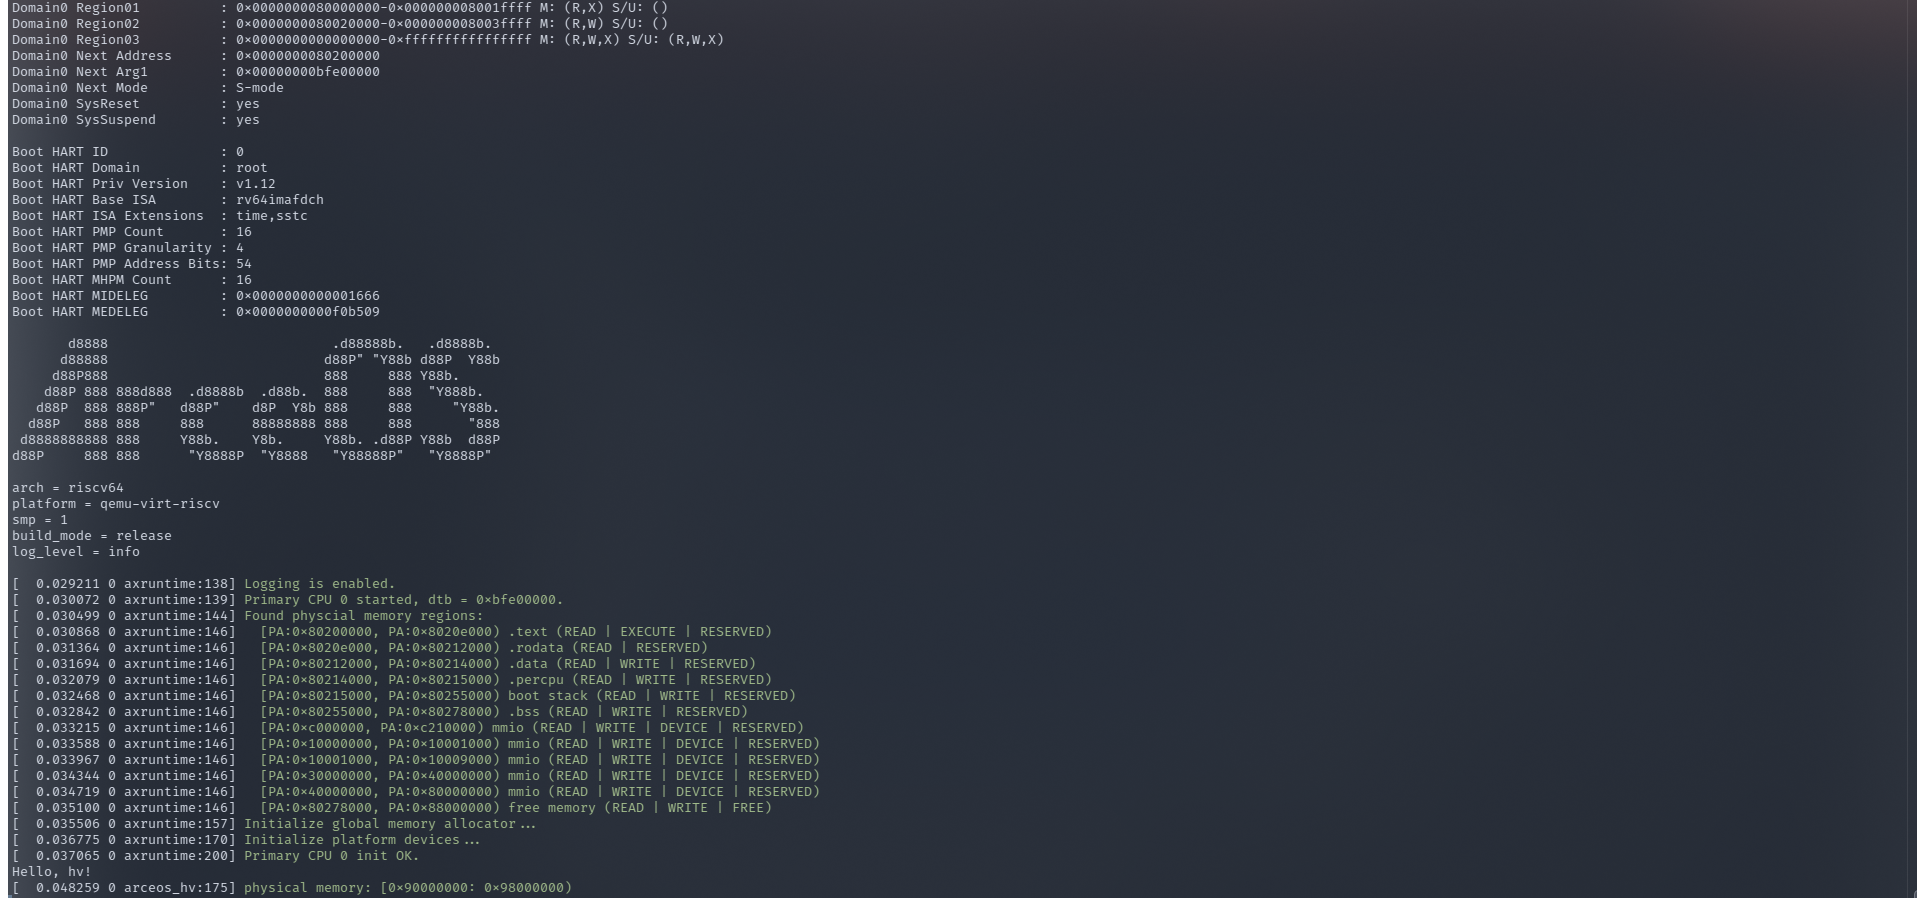 Domain0 Region01          : 0x0000000080000000-0x000000008001ffff M: (R,X) S/U: ()
Domain0 Region02          : 0x0000000080020000-0x000000008003ffff M: (R,W) S/U: ()
Domain0 Region03          : 0x0000000000000000-0xffffffffffffffff M: (R,W,X) S/U: (R,W,X)
Domain0 Next Address      : 0x0000000080200000
Domain0 Next Arg1         : 0x00000000bfe00000
Domain0 Next Mode         : S-mode
Domain0 SysReset          : yes
Domain0 SysSuspend        : yes

Boot HART ID              : 0
Boot HART Domain          : root
Boot HART Priv Version    : v1.12
Boot HART Base ISA        : rv64imafdch
Boot HART ISA Extensions  : time,sstc
Boot HART PMP Count       : 16
Boot HART PMP Granularity : 4
Boot HART PMP Address Bits: 54
Boot HART MHPM Count      : 16
Boot HART MIDELEG         : 0x0000000000001666
Boot HART MEDELEG         : 0x0000000000f0b509

       d8888                            .d88888b.   .d8888b.
      d88888                           d88P" "Y88b d88P  Y88b
     d88P888                           888     888 Y88b.
    d88P 888 888d888  .d8888b  .d88b.  888     888  "Y888b.
   d88P  888 888P"   d88P"    d8P  Y8b 888     888     "Y88b.
  d88P   888 888     888      88888888 888     888       "888
 d8888888888 888     Y88b.    Y8b.     Y88b. .d88P Y88b  d88P
d88P     888 888      "Y8888P  "Y8888   "Y88888P"   "Y8888P"

arch = riscv64
platform = qemu-virt-riscv
smp = 1
build_mode = release
log_level = info

[  0.029211 0 axruntime:138] Logging is enabled.
[  0.030072 0 axruntime:139] Primary CPU 0 started, dtb = 0xbfe00000.
[  0.030499 0 axruntime:144] Found physcial memory regions:
[  0.030868 0 axruntime:146]   [PA:0x80200000, PA:0x8020e000) .text (READ | EXECUTE | RESERVED)
[  0.031364 0 axruntime:146]   [PA:0x8020e000, PA:0x80212000) .rodata (READ | RESERVED)
[  0.031694 0 axruntime:146]   [PA:0x80212000, PA:0x80214000) .data (READ | WRITE | RESERVED)
[  0.032079 0 axruntime:146]   [PA:0x80214000, PA:0x80215000) .percpu (READ | WRITE | RESERVED)
[  0.032468 0 axruntime:146]   [PA:0x80215000, PA:0x80255000) boot stack (READ | WRITE | RESERVED)
[  0.032842 0 axruntime:146]   [PA:0x80255000, PA:0x80278000) .bss (READ | WRITE | RESERVED)
[  0.033215 0 axruntime:146]   [PA:0xc000000, PA:0xc210000) mmio (READ | WRITE | DEVICE | RESERVED)
[  0.033588 0 axruntime:146]   [PA:0x10000000, PA:0x10001000) mmio (READ | WRITE | DEVICE | RESERVED)
[  0.033967 0 axruntime:146]   [PA:0x10001000, PA:0x10009000) mmio (READ | WRITE | DEVICE | RESERVED)
[  0.034344 0 axruntime:146]   [PA:0x30000000, PA:0x40000000) mmio (READ | WRITE | DEVICE | RESERVED)
[  0.034719 0 axruntime:146]   [PA:0x40000000, PA:0x80000000) mmio (READ | WRITE | DEVICE | RESERVED)
[  0.035100 0 axruntime:146]   [PA:0x80278000, PA:0x88000000) free memory (READ | WRITE | FREE)
[  0.035506 0 axruntime:157] Initialize global memory allocator...
[  0.036775 0 axruntime:170] Initialize platform devices...
[  0.037065 0 axruntime:200] Primary CPU 0 init OK.
Hello, hv!
[  0.048259 0 arceos_hv:175] physical memory: [0x90000000: 0x98000000)